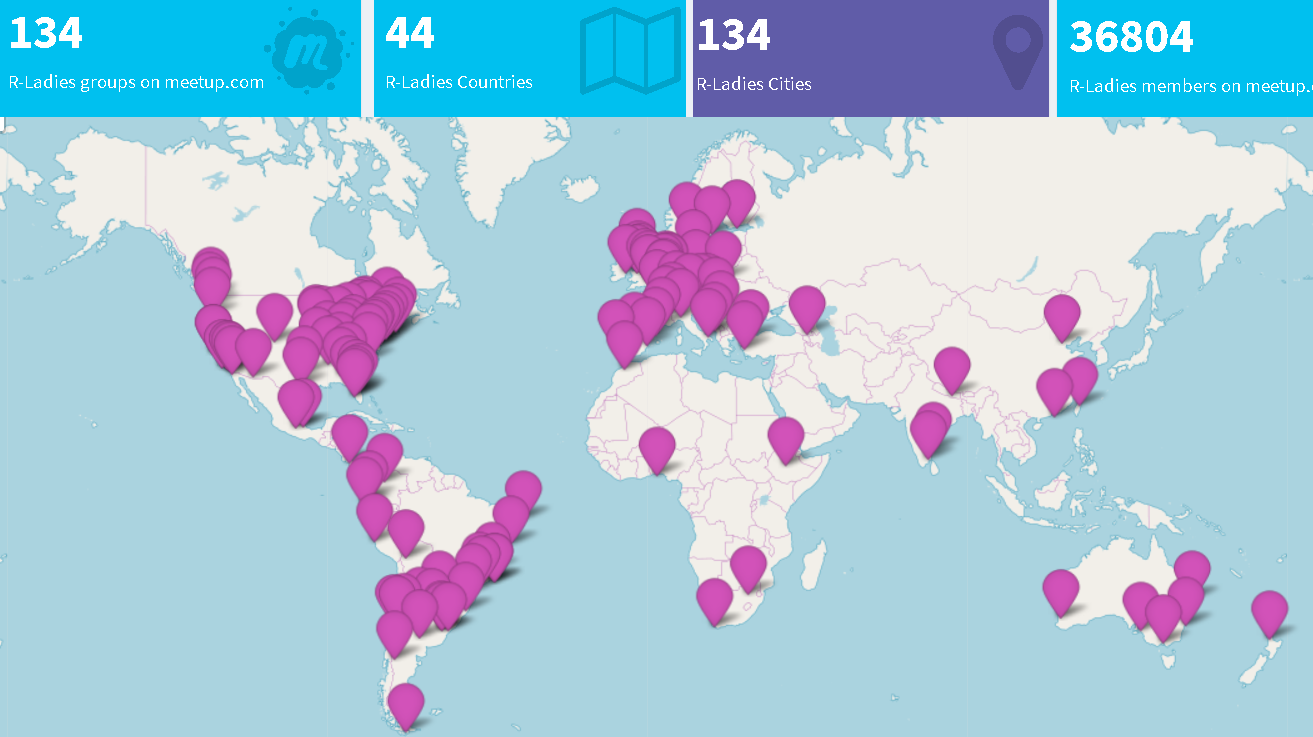 134
R-Ladies groups on meetup.com
44
R-Ladies Countries
134
R-Ladies Cities
36804
R-Ladies members on meetup.